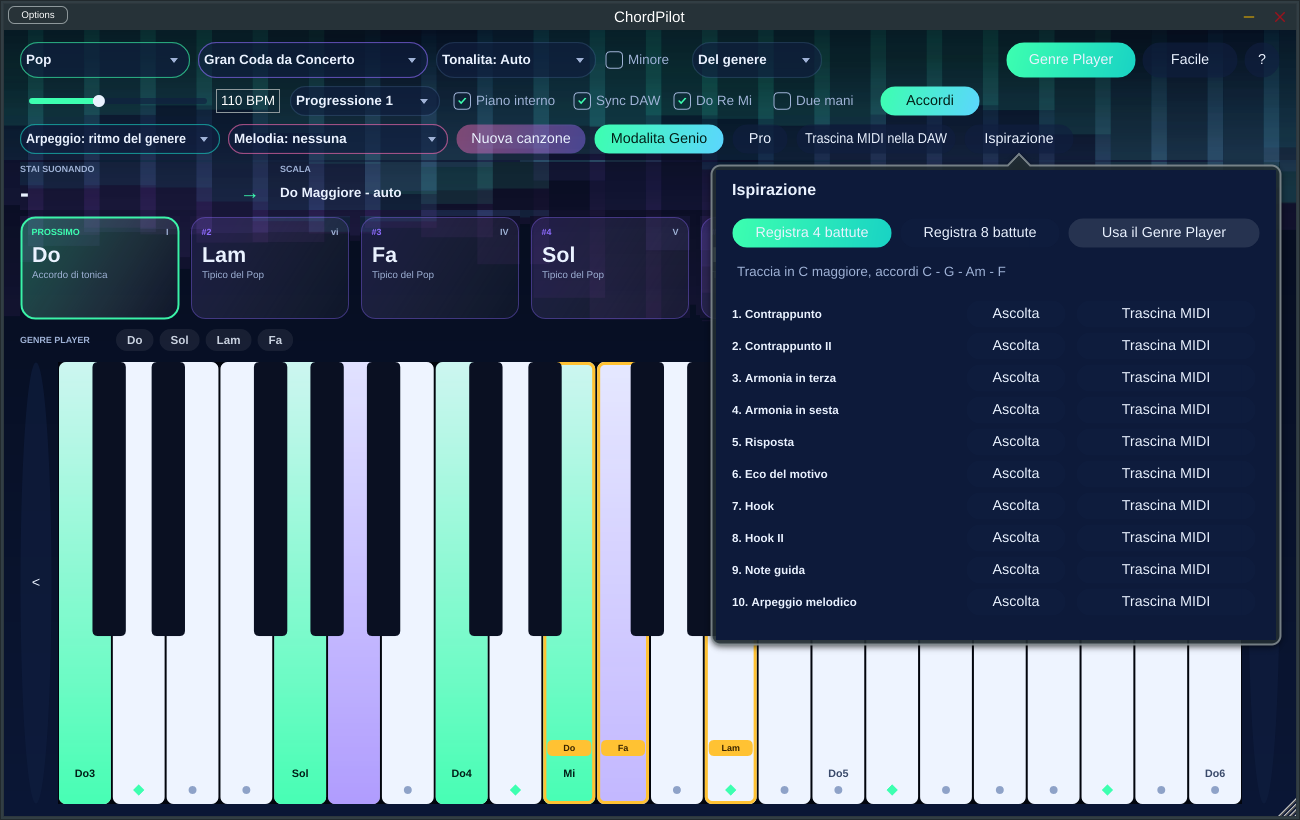 Options
ChordPilot
Pop
Gran Coda da Concerto
Tonalita: Auto
Minore
Del genere
Genre Player
Facile
?
110 BPM
Progressione 1
Piano interno
Sync DAW
Do Re Mi
Due mani
Accordi
Arpeggio: ritmo del genere
Melodia: nessuna
Nuova canzone
Modalita Genio
Pro
Trascina MIDI nella DAW
Ispirazione
STAI SUONANDO
SCALA
-
→
Do Maggiore - auto
PROSSIMO
I
Do
Accordo di tonica
#2
vi
Lam
Tipico del Pop
#3
IV
Fa
Tipico del Pop
#4
V
Sol
Tipico del Pop
GENRE PLAYER
Do
Sol
Lam
Fa
Ispirazione
Registra 4 battute
Registra 8 battute
Usa il Genre Player
Traccia in C maggiore, accordi C - G - Am - F
1. Contrappunto
Ascolta
Trascina MIDI
2. Contrappunto II
Ascolta
Trascina MIDI
3. Armonia in terza
Ascolta
Trascina MIDI
4. Armonia in sesta
Ascolta
Trascina MIDI
5. Risposta
Ascolta
Trascina MIDI
6. Eco del motivo
Ascolta
Trascina MIDI
7. Hook
Ascolta
Trascina MIDI
8. Hook II
Ascolta
Trascina MIDI
9. Note guida
Ascolta
Trascina MIDI
10. Arpeggio melodico
Ascolta
Trascina MIDI
<
Do
Fa
Lam
Do3
Sol
Do4
Mi
Do5
Do6